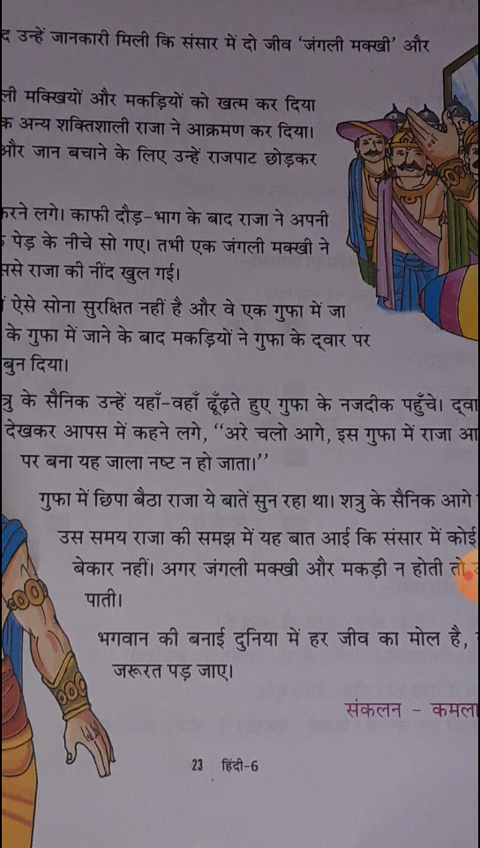 द उन्हें जानकारी मिली कि संसार में दो जीव ‘जंगली मक्खी’ और
ली मक्खियों और मकड़ियों को खत्म कर दिया
क अन्य शक्तिशाली राजा ने आक्रमण कर दिया।
और जान बचाने के लिए उन्हें राजपाट छोड़कर
करने लगे। काफी दौड़-भाग के बाद राजा ने अपनी
पेड़ के नीचे सो गए। तभी एक जंगली मक्खी ने
ससे राजा की नींद खुल गई।
ऐसे सोना सुरक्षित नहीं है और वे एक गुफा में जा
के गुफा में जाने के बाद मकड़ियों ने गुफा के द्वार पर
बुन दिया।
त्रु के सैनिक उन्हें यहाँ-वहाँ ढूँढ़ते हुए गुफा के नजदीक पहुँचे। द्वा
देखकर आपस में कहने लगे, ‘‘अरे चलो आगे, इस गुफा में राजा आ
पर बना यह जाला नष्ट न हो जाता।’’
गुफा में छिपा बैठा राजा ये बातें सुन रहा था। शत्रु के सैनिक आगे
उस समय राजा की समझ में यह बात आई कि संसार में कोई
बेकार नहीं। अगर जंगली मक्खी और मकड़ी न होती तो
पाती।
भगवान की बनाई दुनिया में हर जीव का मोल है,
जरूरत पड़ जाए।
संकलन - कमला
23 हिंदी-6